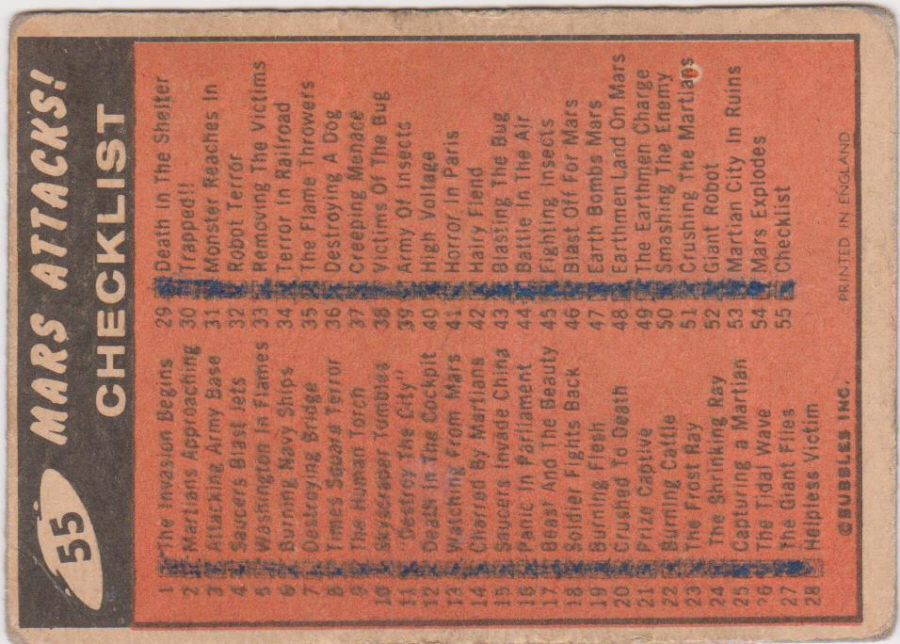 55
MARS ATTACKS!
CHECKLIST
1 The Invasion Begins
2 Martians Approaching
3 Attacking Army Base
4 Saucers Blast Jets
5 Washington in Flames
6 Burning Navy Ships
7 Destroying Bridge
8 Times Square Terror
9 The Human Torch
10 Skyscraper Tumbles
11 "Destroy The City"
12 Death in The Cockpit
13 Watching From Mars
14 Charred By Martians
15 Saucers Invade China
16 Panic in Parliament
17 Beast And The Beauty
18 Soldier Fights Back
19 Burning Flesh
20 Crushed To Death
21 Prize Captive
22 Burning Cattle
23 The Frost Ray
24 The Shrinking Ray
25 Capturing a Martian
26 The Tidal Wave
27 The Giant Flies
28 Helpless Victim
29 Death In The Shelter
30 Trapped!!
31 Monster Reaches In
32 Robot Terror
33 Removing The Victims
34 Terror In Railroad
35 The Flame Throwers
36 Destroying A Dog
37 Creeping Menace
38 Victims Of The Bug
39 Army Of Insects
40 High Voltage
41 Horror in Paris
42 Hairy Fiend
43 Blasting The Bug
44 Battle In The Air
45 Fighting Insects
46 Blast Off For Mars
47 Earth Bombs Mars
48 Earthmen Land On Mars
49 The Earthmen Charge
50 Smashing The Enemy
51 Crushing The Martians
52 Giant Robot
53 Martian City In Ruins
54 Mars Explodes
55 Checklist
©BUBBLES INC.
PRINTED IN ENGLAND